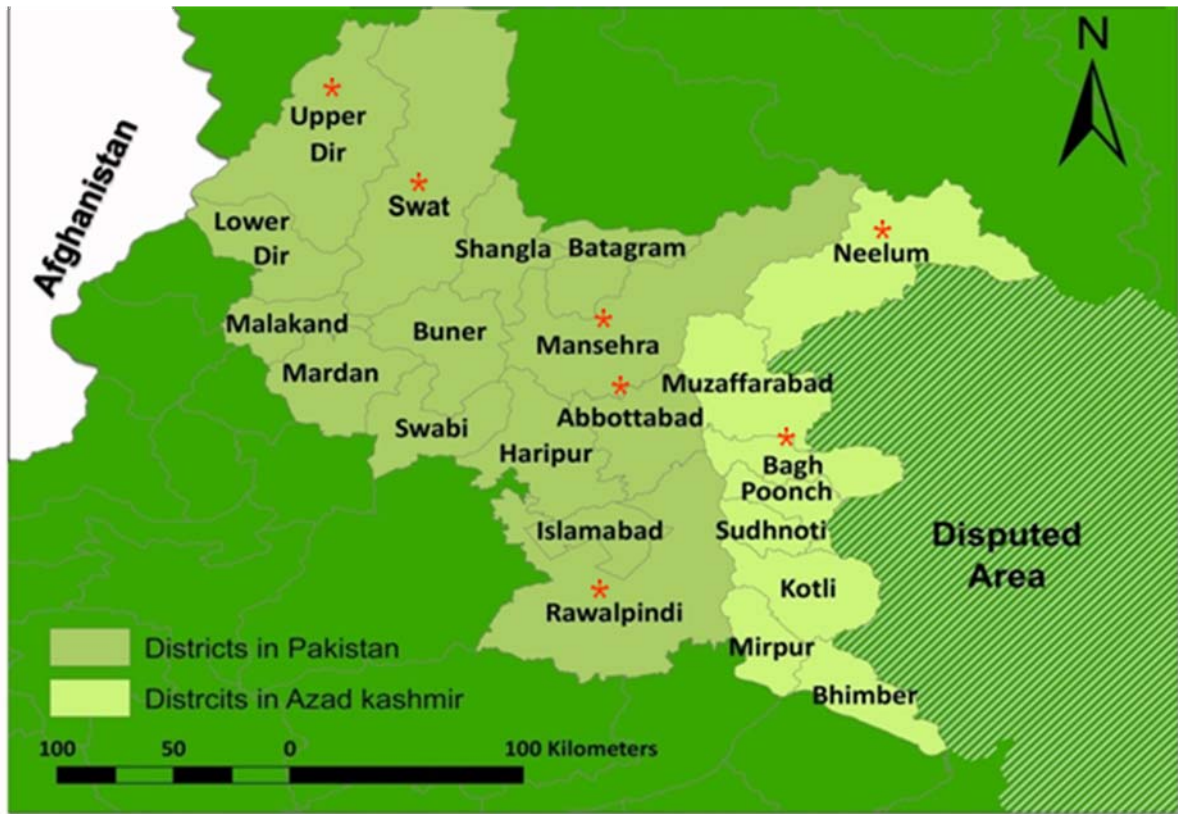 N
Afghanistan
*
Upper
Dir
*
Swat
Lower
Dir
Shangla
Batagram
*
Neelum
Malakand
Buner
*
Mansehra
Mardan
*
Abbottabad
Muzaffarabad
Swabi
Haripur
*
Bagh
Poonch
Islamabad
Sudhnoti
Disputed
Area
*
Rawalpindi
Kotli
Mirpur
Bhimber
Districts in Pakistan
Distrcits in Azad kashmir
100 50 0 100 Kilometers